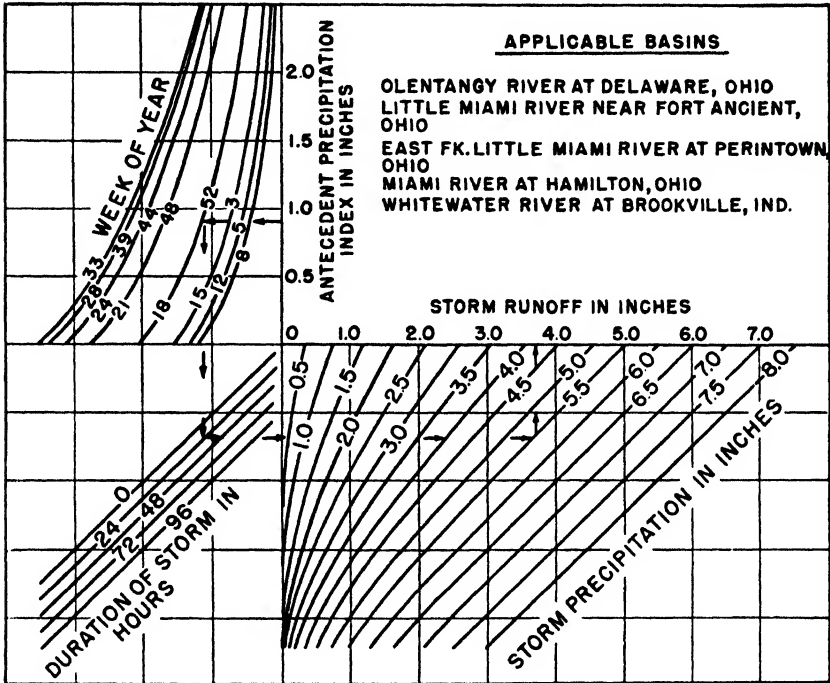 APPLICABLE BASINS
OLENTANGY RIVER AT DELAWARE, OHIO
LITTLE MIAMI RIVER NEAR FORT ANCIENT,
OHIO
EAST FK. LITTLE MIAMI RIVER AT PERINTOWN,
OHIO
MIAMI RIVER AT HAMILTON, OHIO
WHITEWATER RIVER AT BROOKVILLE, IND.
WEEK OF YEAR
33
28
39
24
44
21
48
18
52
15
3
12
5
8
2.0
1.5
1.0
0.5
ANTECEDENT PRECIPITATION
INDEX IN INCHES
STORM RUNOFF IN INCHES
0 1.0 2.0 3.0 4.0 5.0 6.0 7.0
0.5
1.0
1.5
2.0
2.5
3.0
3.5
4.0
4.5
5.0
5.5
6.0
6.5
7.0
7.5
8.0
STORM PRECIPITATION IN INCHES
0
24
48
72
96
DURATION OF STORM IN
HOURS